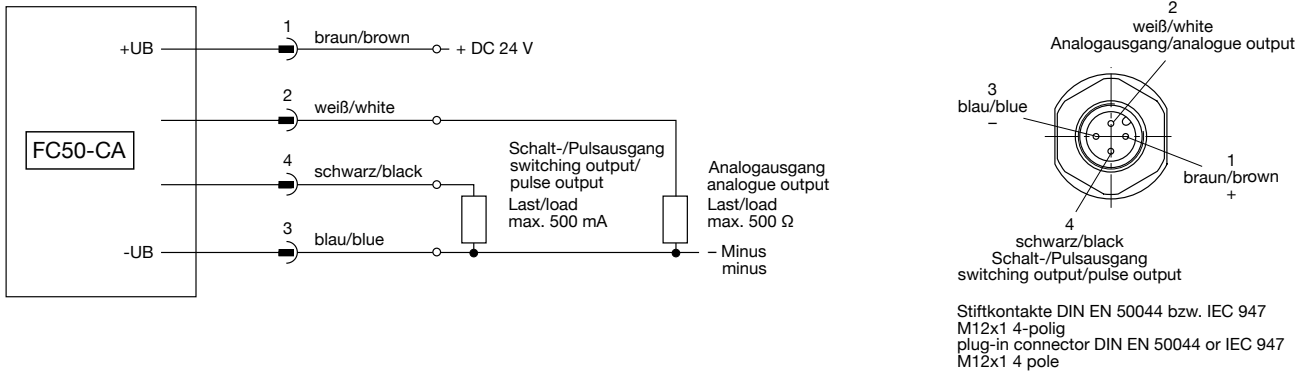 1
braun/brown
+UB
+ DC 24 V
2
weiß/white
FC50-CA
4
schwarz/black
Schalt-/Pulsausgang
switching output/
pulse output
Last/load
max. 500 mA
Analogausgang
analogue output
Last/load
max. 500 Ω
3
blau/blue
-UB
– Minus
minus
2
weiß/white
Analogausgang/analogue output
3
blau/blue
–
1
braun/brown
+
4
schwarz/black
Schalt-/Pulsausgang
switching output/pulse output
Stiftkontakte DIN EN 50044 bzw. IEC 947
M12x1 4-polig
plug-in connector DIN EN 50044 or IEC 947
M12x1 4 pole